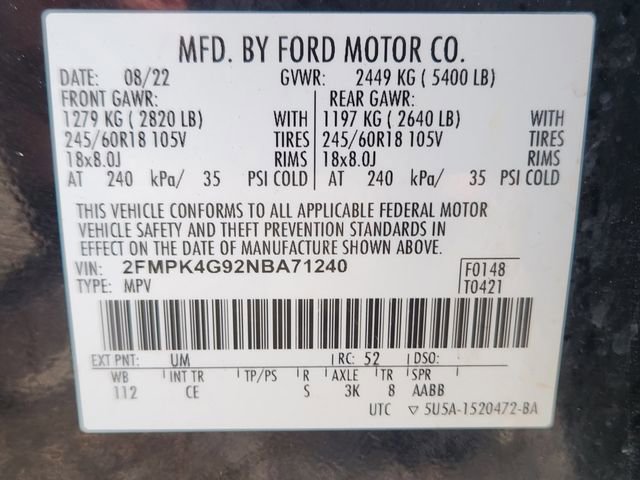 MFD. BY FORD MOTOR CO.
DATE: 08/22 GVWR: 2449 KG ( 5400 LB)
FRONT GAWR: REAR GAWR:
1279 KG ( 2820 LB) WITH 1197 KG ( 2640 LB) WITH
245/60R18 105V TIRES 245/60R18 105V TIRES
18x8.0J RIMS 18x8.0J RIMS
AT 240 kPa/ 35 PSI COLD AT 240 kPa/ 35 PSI COLD
THIS VEHICLE CONFORMS TO ALL APPLICABLE FEDERAL MOTOR
VEHICLE SAFETY AND THEFT PREVENTION STANDARDS IN
EFFECT ON THE DATE OF MANUFACTURE SHOWN ABOVE.
VIN: 2FMPK4G92NBA71240 F0148
TYPE: MPV T0421
EXT PNT: UM RC: 52 DSO:
WB INT TR TP/PS R AXLE TR SPR
112 CE S 3K 8 AABB
UTC ▽ 5U5A-1520472-BA